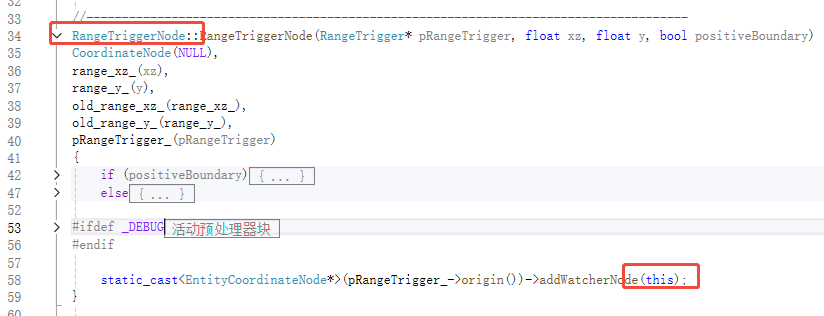 32
33 //------------------------------------------------------------------------------------
34 RangeTriggerNode::RangeTriggerNode(RangeTrigger* pRangeTrigger, float xz, float y, bool positiveBoundary)
35 CoordinateNode(NULL),
36 range_xz_(xz),
37 range_y_(y),
38 old_range_xz_(range_xz_),
39 old_range_y_(range_y_),
40 pRangeTrigger_(pRangeTrigger)
41 {
42 if (positiveBoundary) { ... }
47 else { ... }
52
53 #ifdef _DEBUG 活动预处理器块
56 #endif
57
58 static_cast<EntityCoordinateNode*>(pRangeTrigger_->origin())->addWatcherNode(this);
59 }
60